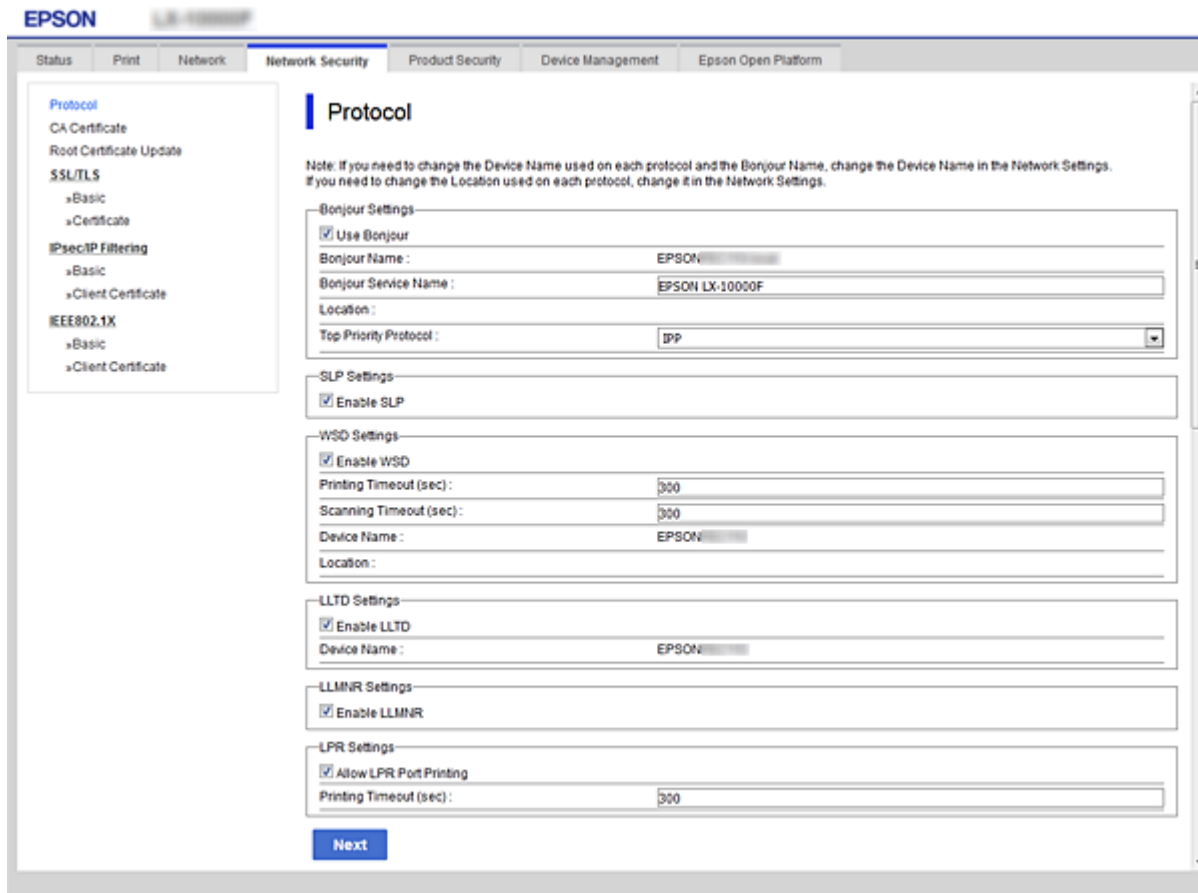 EPSON
Status Print Network Network Security Product Security Device Management Epson Open Platform
Protocol
CA Certificate
Root Certificate Update
SSL/TLS
»Basic
»Certificate
IPsec/IP Filtering
»Basic
»Client Certificate
IEEE802.1X
»Basic
»Client Certificate
Protocol
Note: If you need to change the Device Name used on each protocol and the Bonjour Name, change the Device Name in the Network Settings.
If you need to change the Location used on each protocol, change it in the Network Settings.
Bonjour Settings
Use Bonjour
Bonjour Name : EPSON
Bonjour Service Name : EPSON LX-10000F
Location :
Top Priority Protocol : IPP
SLP Settings
Enable SLP
WSD Settings
Enable WSD
Printing Timeout (sec) : 300
Scanning Timeout (sec) : 300
Device Name : EPSON
Location :
LLTD Settings
Enable LLTD
Device Name : EPSON
LLMNR Settings
Enable LLMNR
LPR Settings
Allow LPR Port Printing
Printing Timeout (sec) : 300
Next